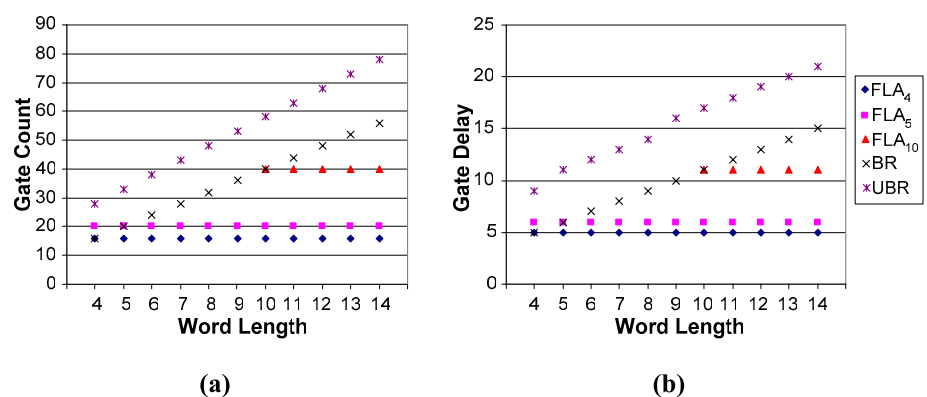 90
80
70
60
50
40
30
20
10
0
Gate Count
4 5 6 7 8 9 10 11 12 13 14
Word Length
(a)
25
20
15
10
5
0
Gate Delay
4 5 6 7 8 9 10 11 12 13 14
Word Length
(b)
FLA4
FLA5
FLA10
BR
UBR